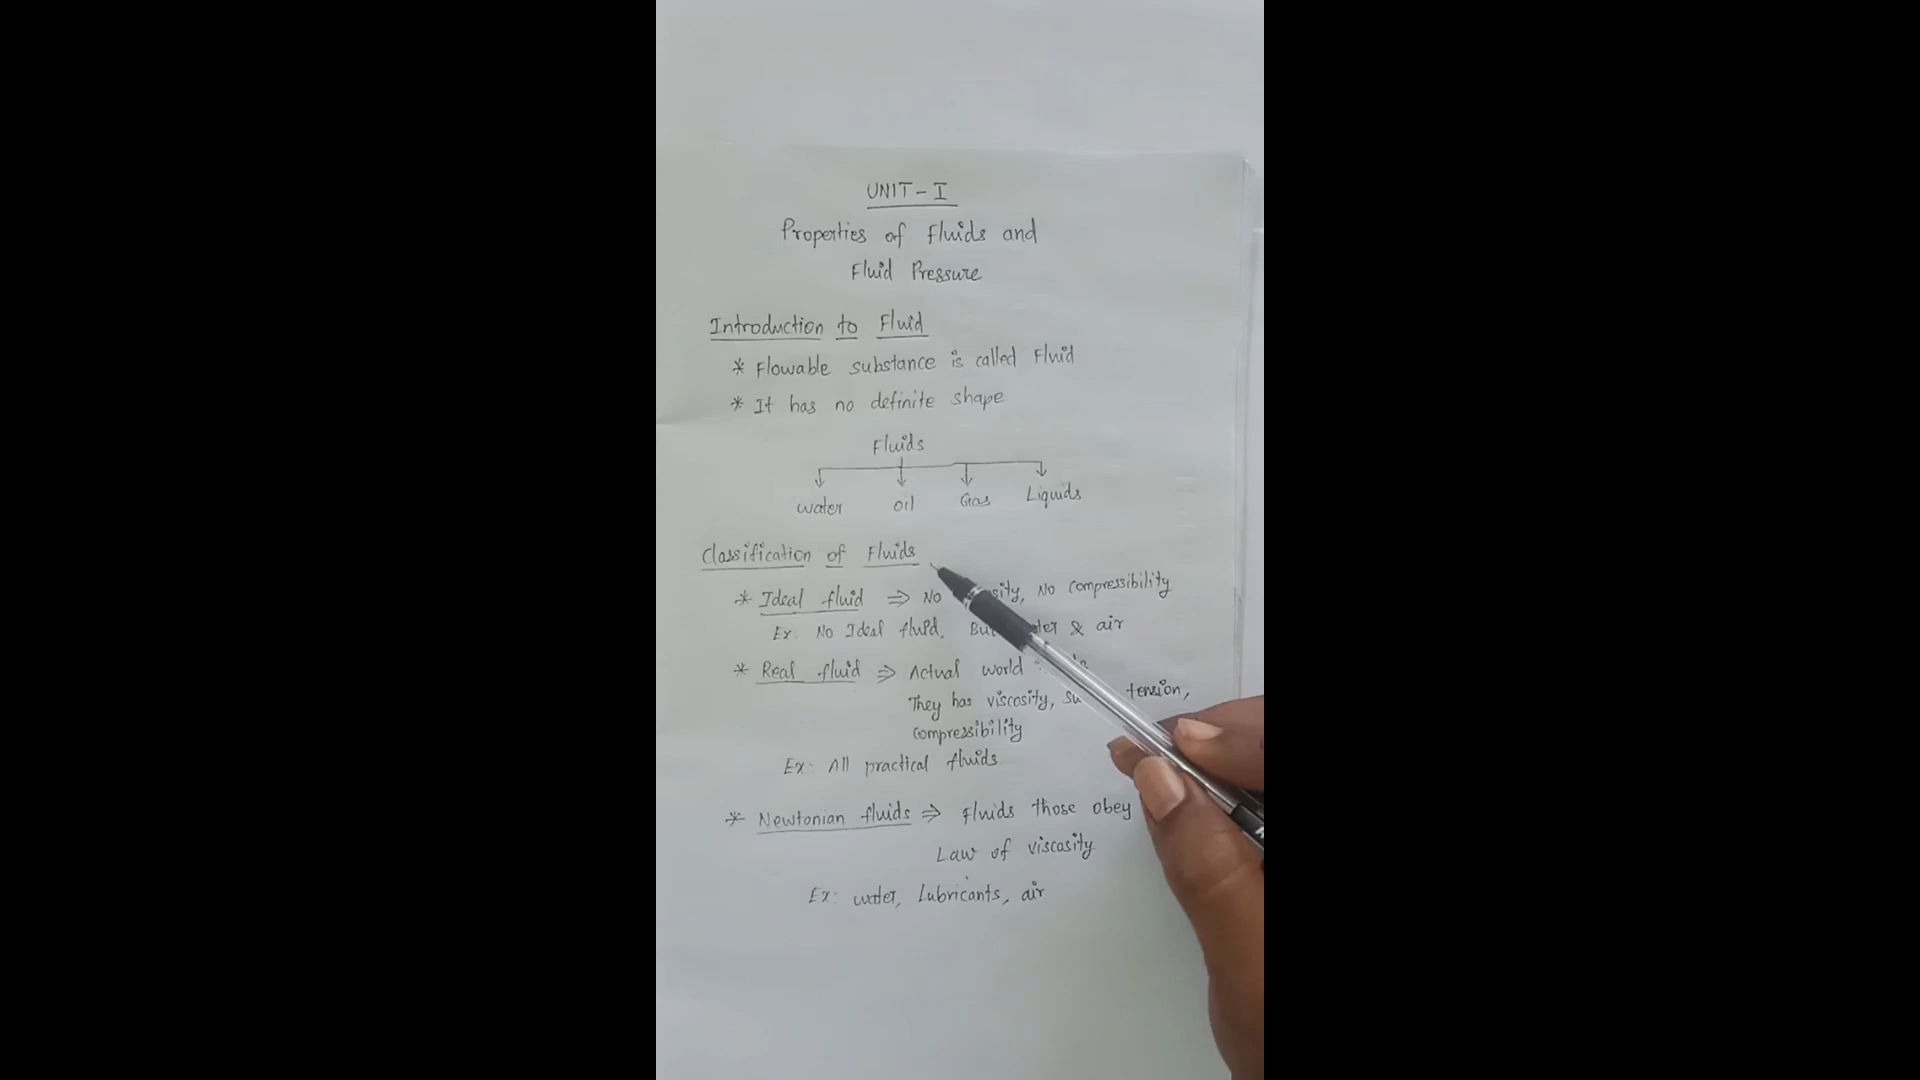 UNIT - I
Properties of Fluids and
Fluid Pressure
Introduction to Fluid
* Flowable substance is called Fluid
* It has no definite shape
Fluids
water oil Gas Liquids
Classification of Fluids
* Ideal fluid ⇒ No , No compressibility
Ex: No Ideal fluid, & air
* Real fluid ⇒ Actual world
They has viscosity, tension,
compressibility
Ex: All practical fluids
* Newtonian fluids ⇒ Fluids those obey
Law of viscosity
Ex: water, Lubricants, air